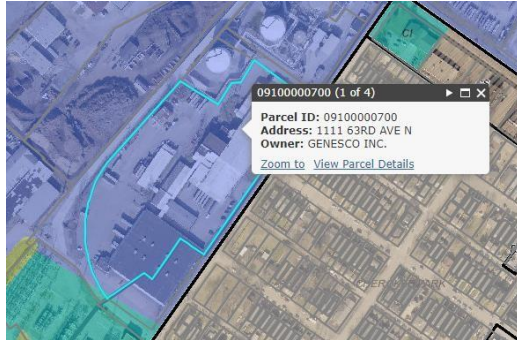 CI
09100000700 (1 of 4)
Parcel ID: 09100000700
Address: 1111 63RD AVE N
Owner: GENESCO INC.
Zoom to View Parcel Details